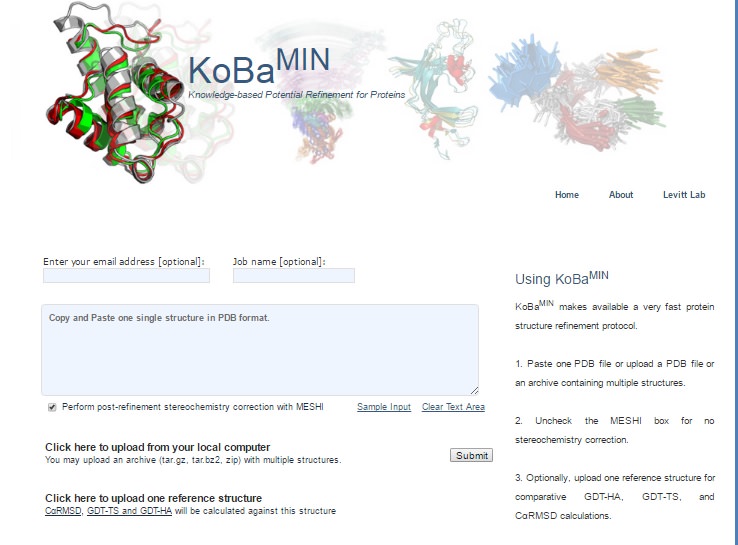 KoBaMIN
Knowledge-based Potential Refinement for Proteins
Home About Levitt Lab
Enter your email address [optional]: Job name [optional]:
Copy and Paste one single structure in PDB format.
Perform post-refinement stereochemistry correction with MESHI Sample Input Clear Text Area
Click here to upload from your local computer
You may upload an archive (tar.gz, tar.bz2, zip) with multiple structures.
Submit
Click here to upload one reference structure
CαRMSD, GDT-TS and GDT-HA will be calculated against this structure
Using KoBaMIN
KoBaMIN makes available a very fast protein
structure refinement protocol.
1. Paste one PDB file or upload a PDB file or
an archive containing multiple structures.
2. Uncheck the MESHI box for no
stereochemistry correction.
3. Optionally, upload one reference structure for
comparative GDT-HA, GDT-TS, and
CαRMSD calculations.